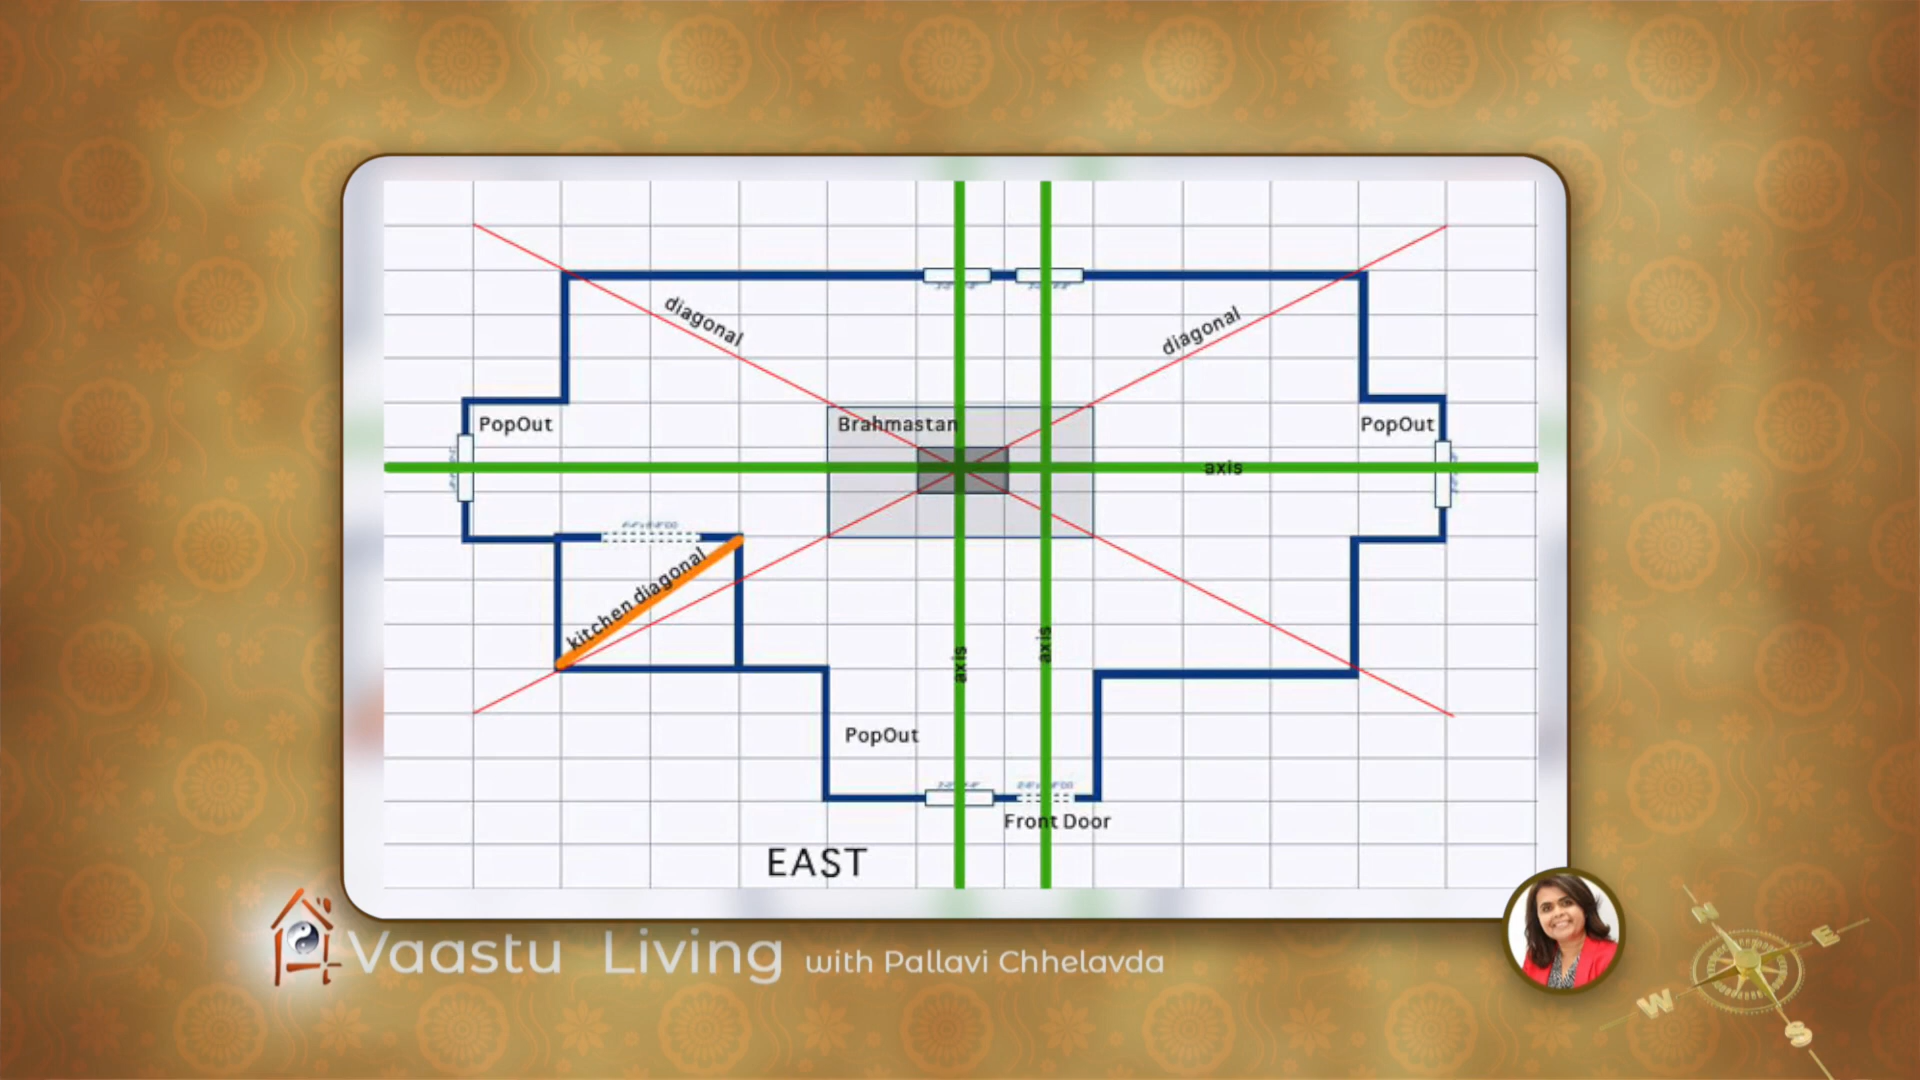 diagonal
diagonal
PopOut
Brahmastan
PopOut
axis
kitchen diagonal
axis
axis
PopOut
Front Door
EAST
Vaastu Living with Pallavi Chhelavda
N
E
W
S